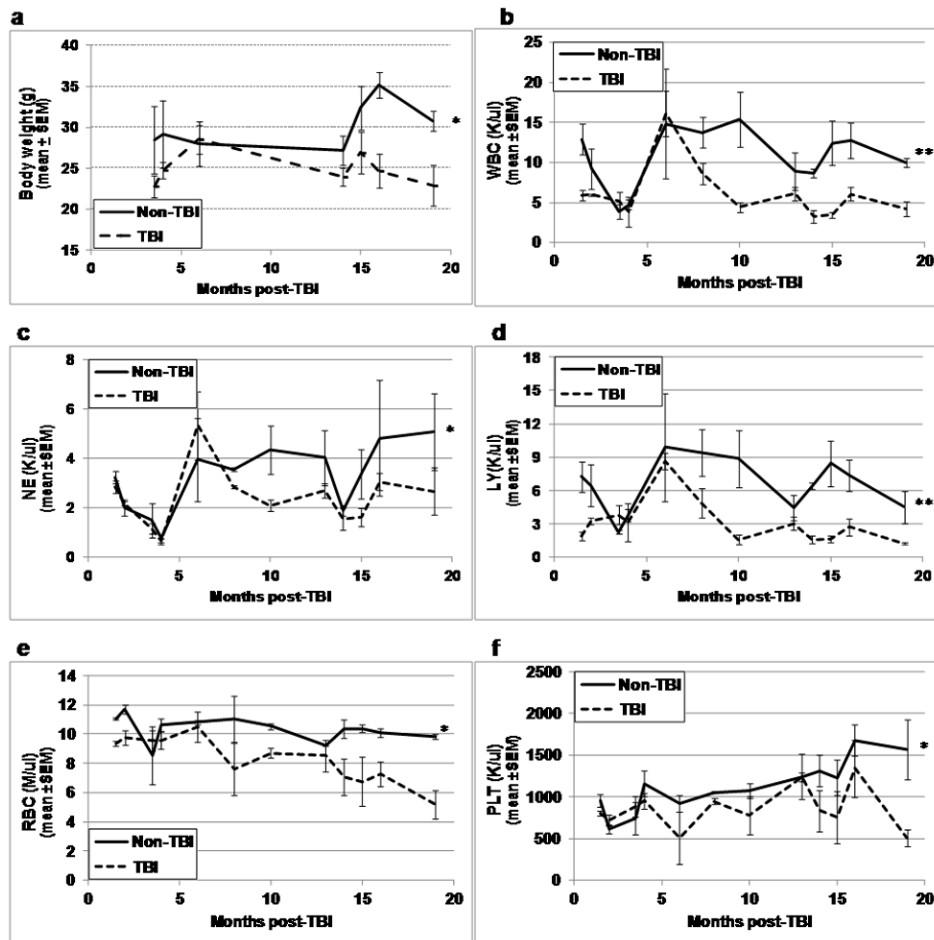 a
Body weight (g)
(mean ± SEM)
40
35
30
25
20
15
Non-TBI
TBI
*
0 5 10 15 20
Months post-TBI
b
WBC (K/ul)
(mean ±SEM)
25
20
15
10
5
0
Non-TBI
TBI
**
0 5 10 15 20
Months post-TBI
c
NE(K/ul)
(mean ±SEM)
8
6
4
2
0
Non-TBI
TBI
*
0 5 10 15 20
Months post-TBI
d
LY(K/ul)
(mean ±SEM)
18
15
12
9
6
3
0
Non-TBI
TBI
**
0 5 10 15 20
Months post-TBI
e
RBC (M/ul)
(mean ±SEM)
14
12
10
8
6
4
2
0
Non-TBI
TBI
*
0 5 10 15 20
Months post-TBI
f
PLT (K/ul)
(mean ±SEM)
2500
2000
1500
1000
500
0
Non-TBI
TBI
*
0 5 10 15 20
Months post-TBI